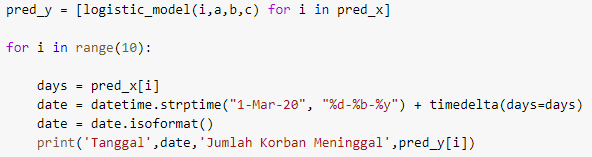 pred_y = [logistic_model(i,a,b,c) for i in pred_x]
for i in range(10):
days = pred_x[i]
date = datetime.strptime("1-Mar-20", "%d-%b-%y") + timedelta(days=days)
date = date.isoformat()
print('Tanggal',date,'Jumlah Korban Meninggal',pred_y[i])